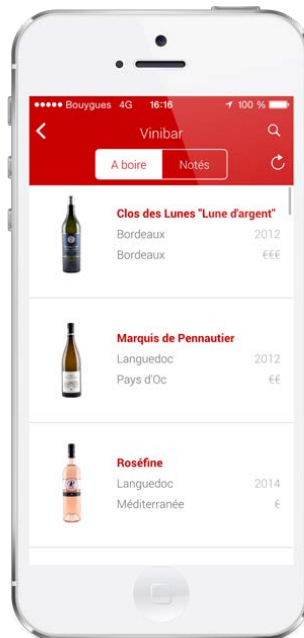 Bouygues 4G 16:16 100 %
Vinibar
A boire Notés
Clos des Lunes "Lune d'argent"
Bordeaux 2012
Bordeaux €€€
Marquis de Pennautier
Languedoc 2012
Pays d'Oc €€
Roséfine
Languedoc 2014
Méditerranée €